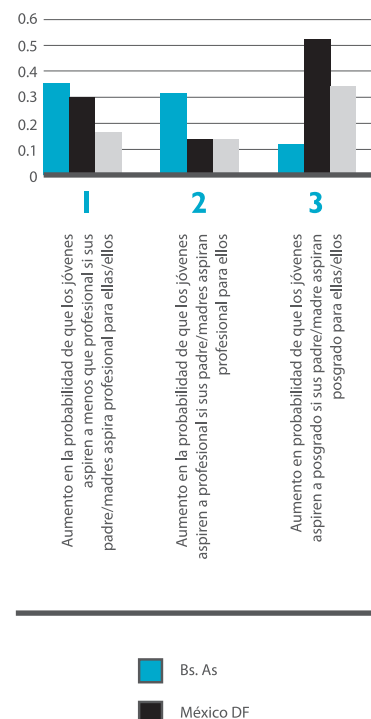 0.6
0.5
0.4
0.3
0.2
0.1
0
1
2
3
Aumento en la probabilidad de que los jóvenes
aspiren a menos que profesional si sus
padre/madres aspira profesional para ellas/ellos
Aumento en la probabilidad de que los jóvenes
aspiren a profesional si sus padre/madres aspiran
profesional para ellos
Aumento en probabilidad de que los jóvenes
aspiren a posgrado si sus padre/madre aspiran
posgrado para ellas/ellos
Bs. As
México DF